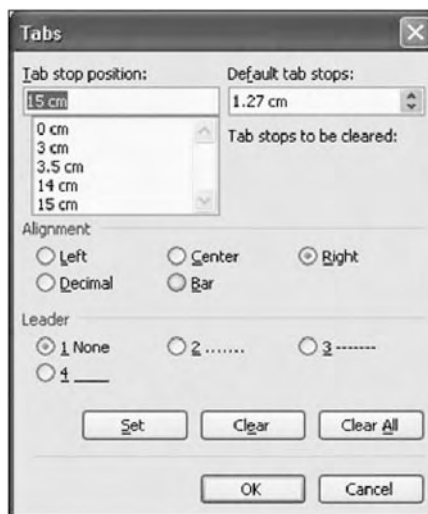 Tabs
Tab stop position:
Default tab stops:
15 cm
1.27 cm
0 cm
3 cm
3.5 cm
14 cm
15 cm
Tab stops to be cleared:
Alignment
Left
Center
Right
Decimal
Bar
Leader
1 None
2 .......
3 -------
4 ____
Set
Clear
Clear All
OK
Cancel